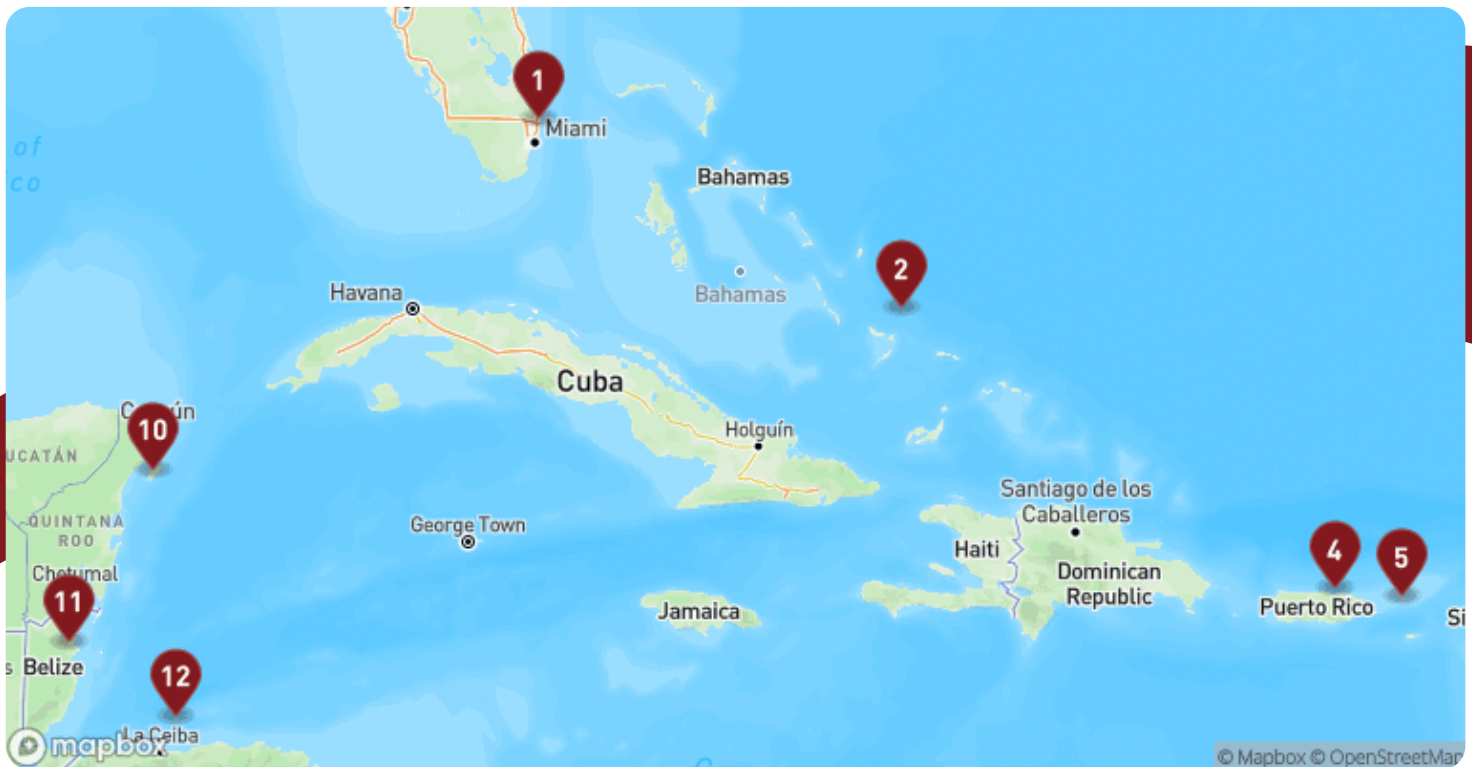 of
co
1
Miami
Bahamas
2
Bahamas
Havana
Cuba
10
UCATÁN
Holguín
QUINTANA
ROO
George Town
Santiago de los
Caballeros
Haiti
4
5
Chetumal
11
Dominican
Republic
Jamaica
Puerto Rico
Si
s Belize
12
La Ceiba
mapbox
© Mapbox © OpenStreetMap